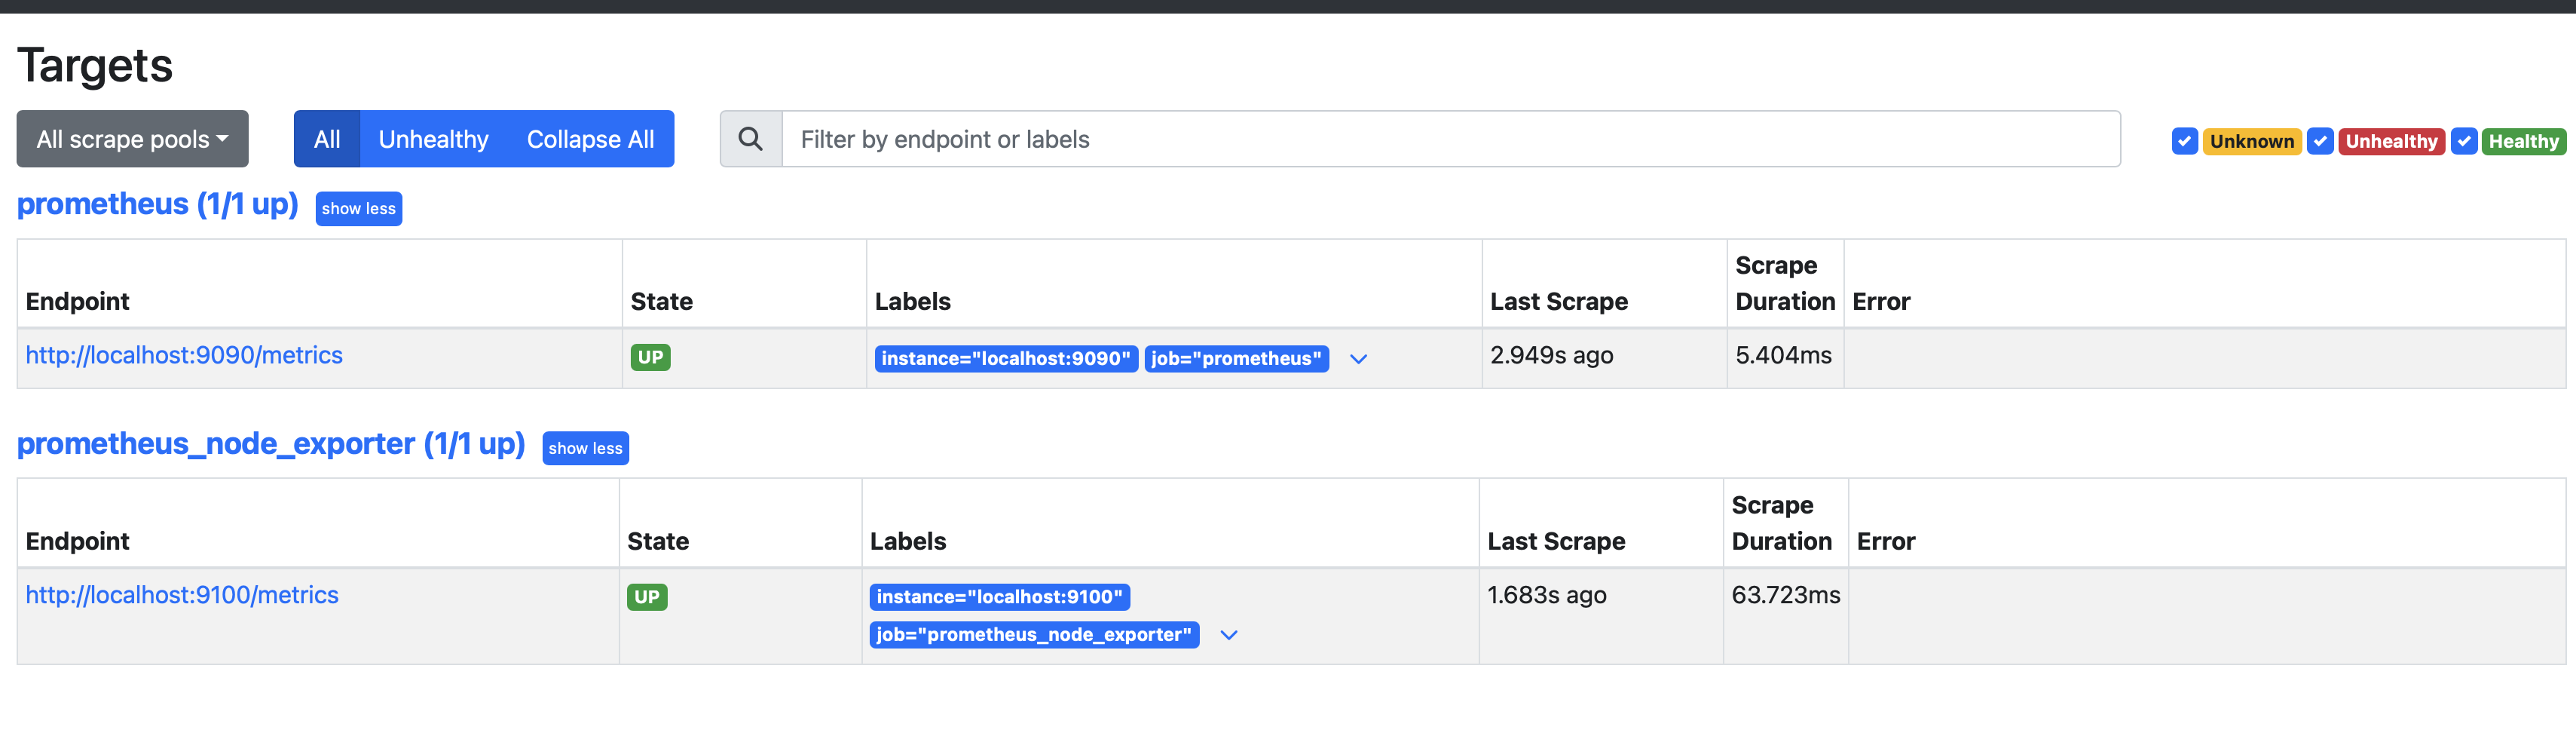 Targets
All scrape pools
All Unhealthy Collapse All
Filter by endpoint or labels
Unknown Unhealthy Healthy
prometheus (1/1 up) show less
Endpoint State Labels Last Scrape Scrape Duration Error
http://localhost:9090/metrics UP instance="localhost:9090" job="prometheus" 2.949s ago 5.404ms
prometheus_node_exporter (1/1 up) show less
Endpoint State Labels Last Scrape Scrape Duration Error
http://localhost:9100/metrics UP instance="localhost:9100" 1.683s ago 63.723ms
job="prometheus_node_exporter"